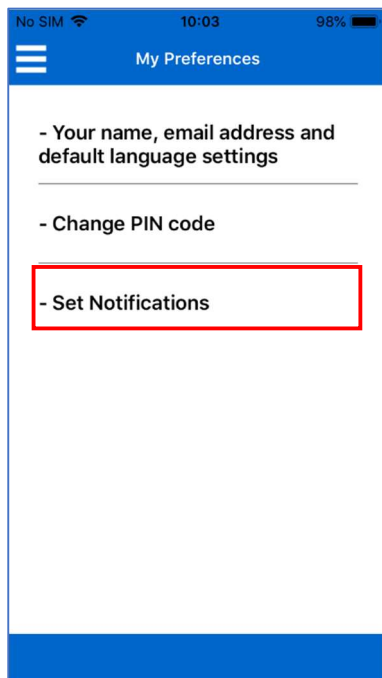 No SIM 10:03 98%
My Preferences
- Your name, email address and
default language settings
- Change PIN code
- Set Notifications